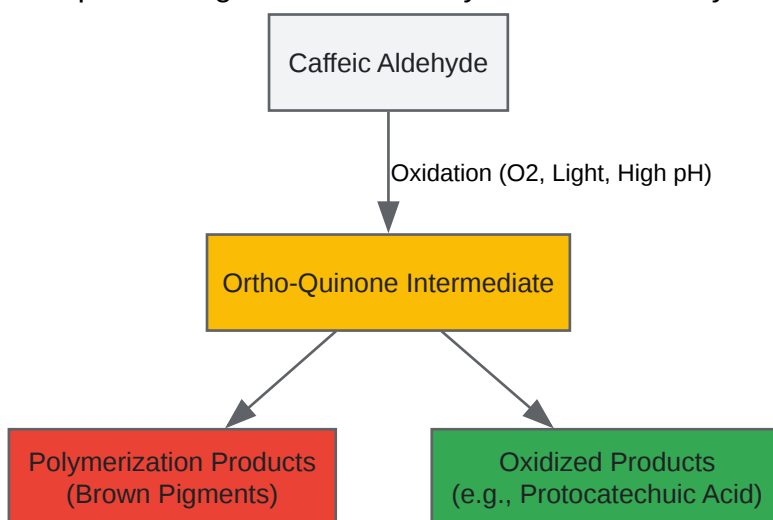 Caffeic Aldehyde
Oxidation (O2, Light, High pH)
Ortho-Quinone Intermediate
Polymerization Products
(Brown Pigments)
Oxidized Products
(e.g., Protocatechuic Acid)